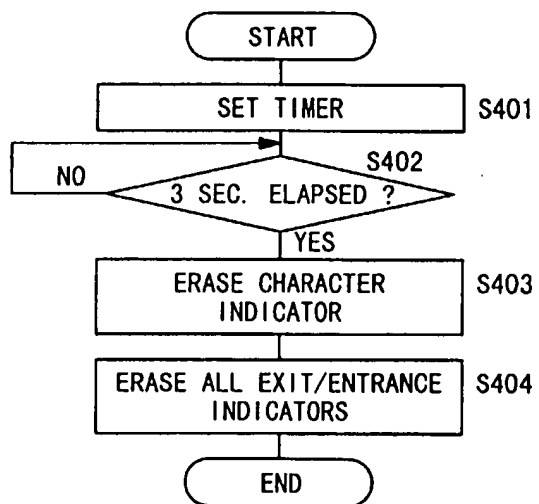 START
SET TIMER S401
S402
NO 3 SEC. ELAPSED ?
YES
ERASE CHARACTER
INDICATOR S403
ERASE ALL EXIT/ENTRANCE
INDICATORS S404
END